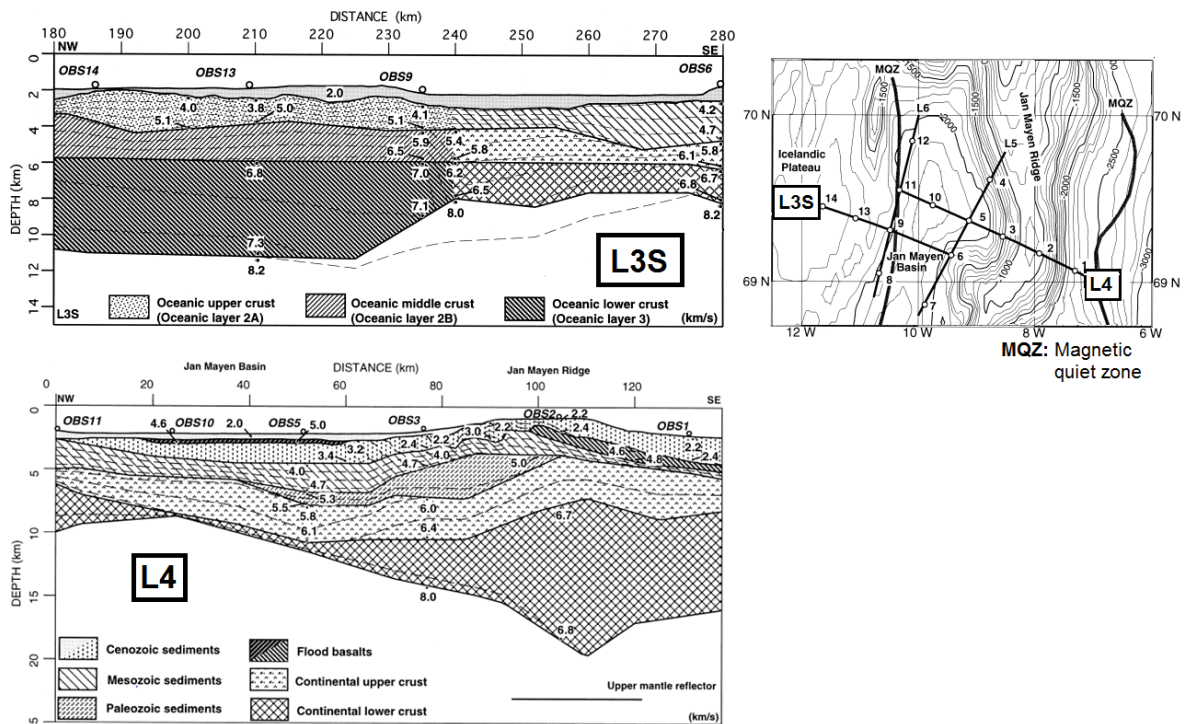 DISTANCE (km)
180 190 200 210 220 230 240 250 260 270 280
NW SE
OBS14 OBS13 OBS9 OBS6
DEPTH (km)
0
2
4
6
8
10
12
14
2.0
4.0 3.8 5.0 4.1 4.2
5.1 5.1 4.7
5.9 5.4 5.8 5.8
6.5 6.1
6.8 7.0 6.2 6.7
6.5 6.8
7.1 8.0 8.2
7.3
8.2
L3S
Oceanic upper crust
(Oceanic layer 2A)
Oceanic middle crust
(Oceanic layer 2B)
Oceanic lower crust
(Oceanic layer 3)
L3S (km/s)
MQZ
L6
-1500
-2000
Jan Mayen Ridge
-1500
MQZ
70 N 70 N
L5
-2500
Icelandic
Plateau
12
4
11
L3S
14 13 10 5
9 3
-2000
Jan Mayen
Basin
6 2 1
-1000
L4
-3000
69 N 69 N
8 7
12 W 10 W 8 W 6 W
MQZ: Magnetic
quiet zone
Jan Mayen Basin DISTANCE (km) Jan Mayen Ridge
0 20 40 60 80 100 120
NW SE
OBS11 OBS10 OBS5 OBS3 OBS2 OBS1
4.6 2.0 5.0 2.2
DEPTH (km)
0
5
10
15
20
3.4 3.2 2.4 2.2 3.0 2.2 2.4 2.2
4.0 4.7 4.0 4.6 4.6 2.4
4.7 5.0
5.3
5.5 6.0
5.8
6.1 6.4 6.7
8.0
6.8
L4
Cenozoic sediments
Mesozoic sediments
Paleozoic sediments
Flood basalts
Continental upper crust
Continental lower crust
Upper mantle reflector
(km/s)